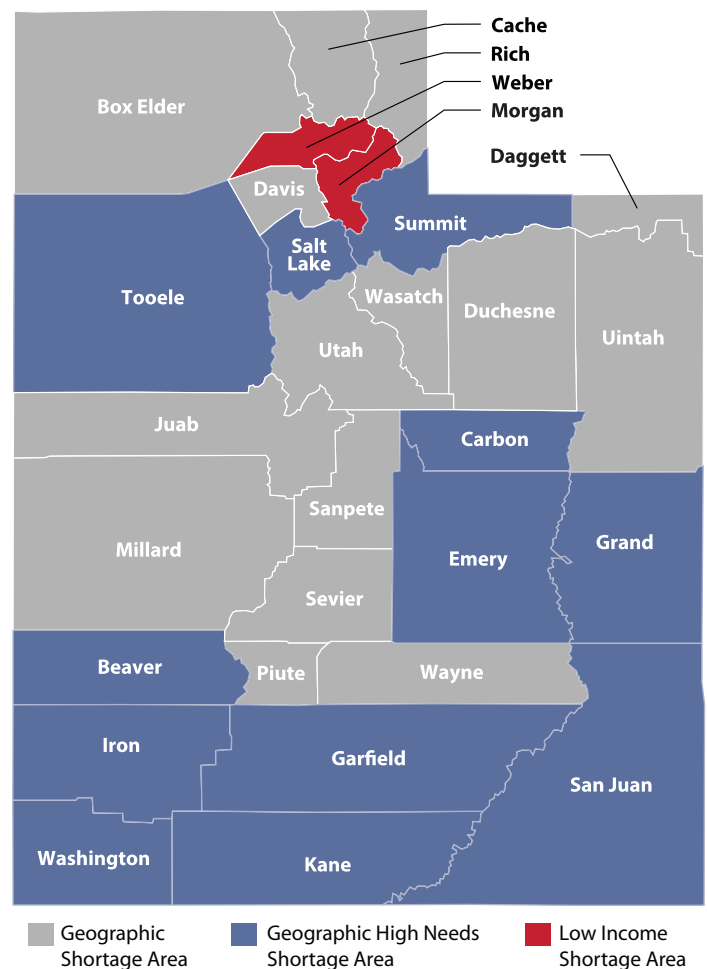 Cache
Rich
Weber
Morgan
Daggett
Box Elder
Davis
Summit
Salt
Lake
Tooele
Wasatch
Duchesne
Uintah
Utah
Juab
Carbon
Sanpete
Millard
Emery
Grand
Sevier
Beaver
Piute
Wayne
Iron
Garfield
San Juan
Washington
Kane
Geographic
Shortage Area
Geographic High Needs
Shortage Area
Low Income
Shortage Area